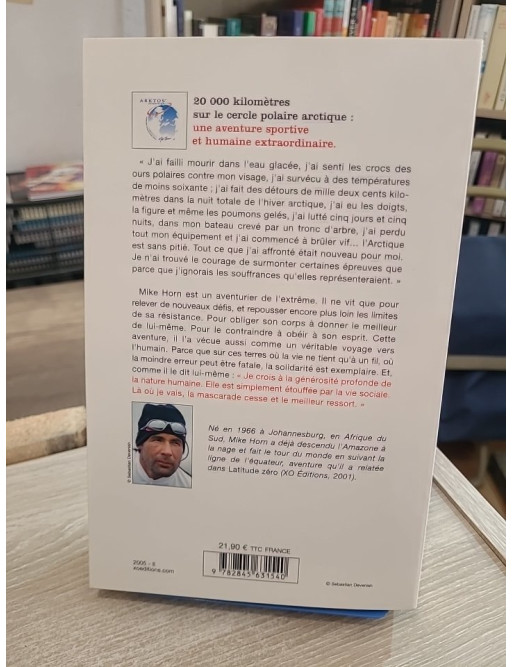 ARKTOS
20 000 kilomètres
sur le cercle polaire arctique :
une aventure sportive
et humaine extraordinaire.
« J'ai failli mourir dans l'eau glacée, j'ai senti les crocs des
ours polaires contre mon visage, j'ai survécu à des températures
de moins soixante ; j'ai fait des détours de mille deux cents kilo-
mètres dans la nuit totale de l'hiver arctique, j'ai eu les doigts,
la figure et même les poumons gelés, j'ai lutté cinq jours et cinq
nuits, dans mon bateau crevé par un tronc d'arbre, j'ai perdu
tout mon équipement et j'ai commencé à brûler vif... l'Arctique
est sans pitié. Tout ce que j'ai affronté était nouveau pour moi.
Je n'ai trouvé le courage de surmonter certaines épreuves que
parce que j'ignorais les souffrances qu'elles représenteraient. »
Mike Horn est un aventurier de l'extrême. Il ne vit que pour
relever de nouveaux défis, et repousser encore plus loin les limites
de sa résistance. Pour obliger son corps à donner le meilleur
de lui-même. Pour le contraindre à obéir à son esprit. Cette
aventure, il l'a vécue aussi comme un véritable voyage vers
l'humain. Parce que sur ces terres où la vie ne tient qu'à un fil, où
la moindre erreur peut être fatale, la solidarité est exemplaire. Et,
comme il le dit lui-même : « Je crois à la générosité profonde de
la nature humaine. Elle est simplement étouffée par la vie sociale.
Là où je vais, la mascarade cesse et le meilleur ressort. »
Né en 1966 à Johannesburg, en Afrique du
Sud, Mike Horn a déjà descendu l'Amazone à
la nage et fait le tour du monde en suivant la
ligne de l'équateur, aventure qu'il a relatée
dans Latitude zéro (XO Éditions, 2001).
© Sebastian Devenish
21,90 € TTC FRANCE
2005 - II
xoeditions.com
9 782845 631540
© Sebastian Devenish